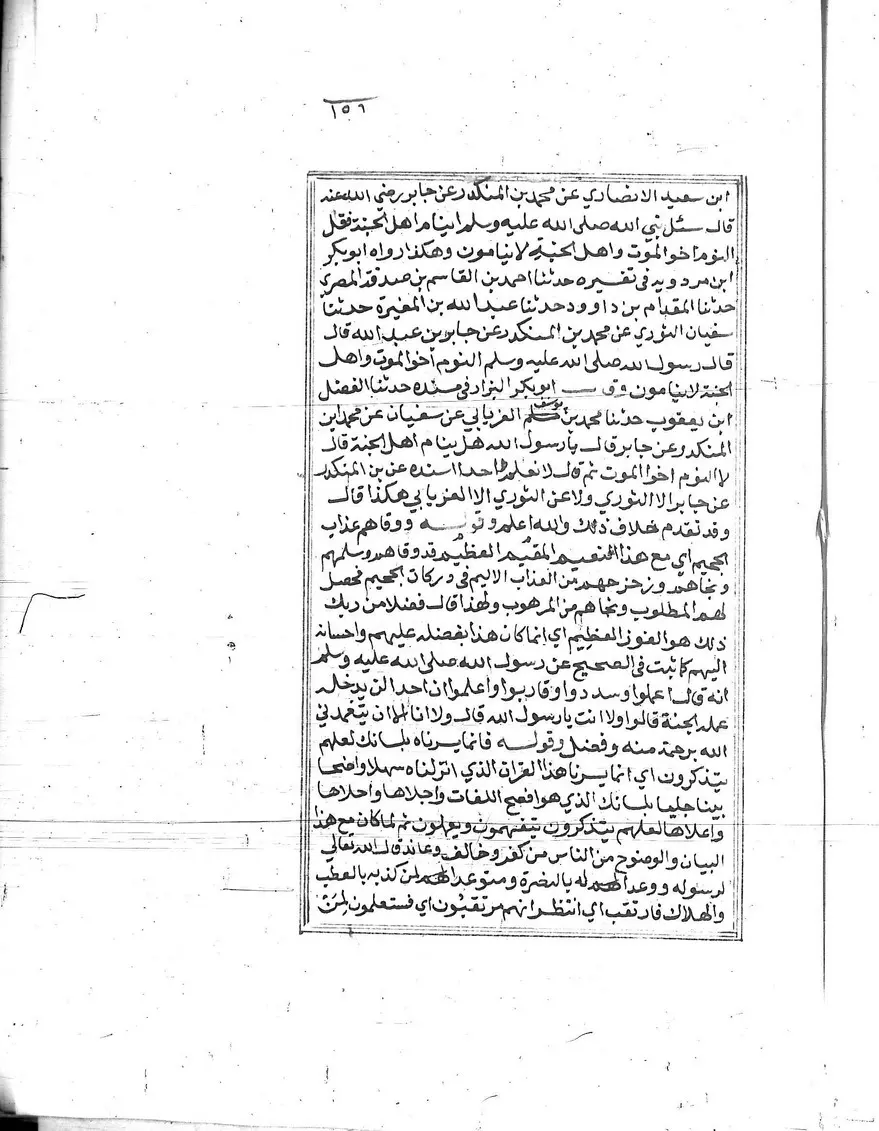 ١٥٦
ابن سعيد الانصاري عن محمد بن المنكدر عن جابر رضي الله عنه
قال سئل نبي الله صلى الله عليه وسلم اينام اهل الجنة فقال
النوم اخو الموت واهل الجنة لا ينامون وهكذا رواه ابو بكر
ابن مردويه في تفسيره حدثنا احمد بن القاسم بن صدقة المصري
حدثنا المقدام بن داوود حدثنا عبد الله بن المغيرة حدثنا
سفيان الثوري عن محمد بن المنكدر عن جابر بن عبد الله قال
قال رسول الله صلى الله عليه وسلم النوم اخو الموت واهل
الجنة لا ينامون وقـــ ابو بكر البزار في مسنده حدثنا الفضل
ابن يعقوب حدثنا محمد بن يوسف الفريابي عن سفيان عن محمد ابن
المنكدر عن جابر قال يا رسول الله هل ينام اهل الجنة قال
لا النوم اخو الموت ثم قال لا نعلم احدا اسنده عن بن المنكدر
عن جابر الا الثوري ولا عن الثوري الا الفريابي هكذا قال
وقد تقدم خلاف ذلك والله اعلم وقولــه ووقاهم عذاب
الجحيم اي مع هذا النعيم المقيم العظيم قد وقاهم وسلمهم
ونجاهم وزحزحهم من العذاب الاليم في دركات الجحيم فحصل
لهم المطلوب ونجاهم من المرهوب ولهذا قال فضلا من ربك
ذلك هو الفوز العظيم اي انما كان هذا بفضله عليهم واحسانه
اليهم كما ثبت في الصحيح عن رسول الله صلى الله عليه وسلم
انه قال اعملوا وسددوا وقاربوا واعلموا ان احدا لن يدخله
عمله الجنة قالوا ولا انت يا رسول الله قال ولا انا الا ان يتغمدني
الله برحمة منه وفضل وقولــه فانما يسرناه بلسانك لعلهم
يتذكرون اي انما يسرنا هذا القران الذي انزلناه سهلا واضحا
بينا جليا بلسانك الذي هو افصح اللغات واجلاها واحلاها
واعلاها لعلهم يتذكرون يتفهمون ويعملون ثم لما كان مع هذا
البيان والوضوح من الناس من كفر وخالف وعاند قال الله تعالى
لرسوله وواعدا له بالنصرة ومتوعدا لمن كذبه بالعطب
والهلاك فارتقب اي انتظر انهم مرتقبون اي فستعلمون لمن